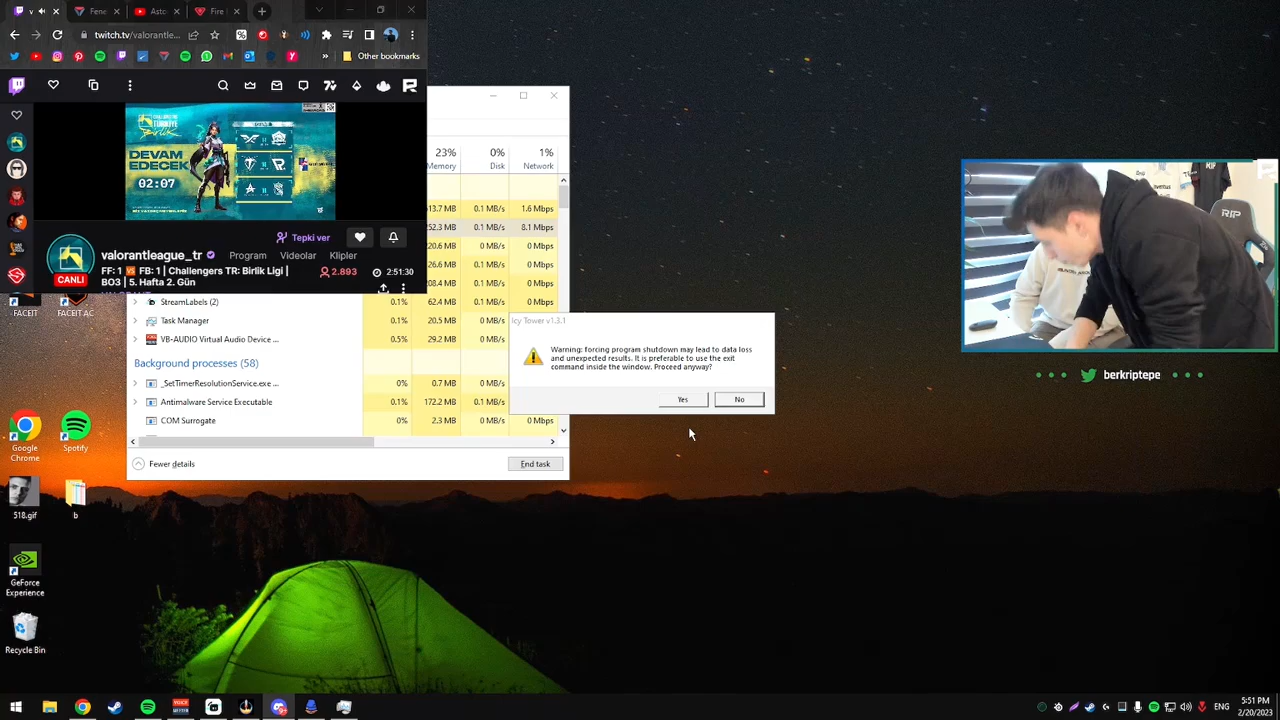 Fene
Astr
Fire
twitch.tv/valorantle...
Other bookmarks
DEVAM
EDECEK
02:07
Tepki ver
valorantleague_tr
Program Videolar Klipler
CANLI
FF: 1 FB: 1 | Challengers TR: Birlik Ligi |
BO3 | 5. Hafta 2. Gün
2.893 2:51:30
23% 0% 1%
Memory Disk Network
0.1 MB/s 1.6 Mbps
0.1 MB/s 8.1 Mbps
0 MB/s 0 Mbps
0.1 MB/s 0 Mbps
0.1 MB/s 0 Mbps
StreamLabels (2) 0.1% 62.4 MB 0 MB/s 0 Mbps
Task Manager 0.1% 20.5 MB 0 MB/s 0 Mbps
VB-AUDIO Virtual Audio Device ... 0.5% 29.2 MB 0 MB/s 0 Mbps
Background processes (58)
_SetTimerResolutionService.exe ... 0% 0.7 MB 0 MB/s 0 Mbps
Antimalware Service Executable 0.1% 172.2 MB 0 MB/s 0 Mbps
COM Surrogate 0% 2.3 MB 0 MB/s 0 Mbps
Fewer details
End task
Icy Tower v1.3.1
Warning: forcing program shutdown may lead to data loss
and unexpected results. It is preferable to use the exit
command inside the window. Proceed anyway?
Yes No
FACEIT
FACEIT AC
Google
Chrome
Spotify
518.gif
b
GeForce
Experience
Recycle Bin
RIP
berkriptepe
ENG
5:51 PM
2/20/2023